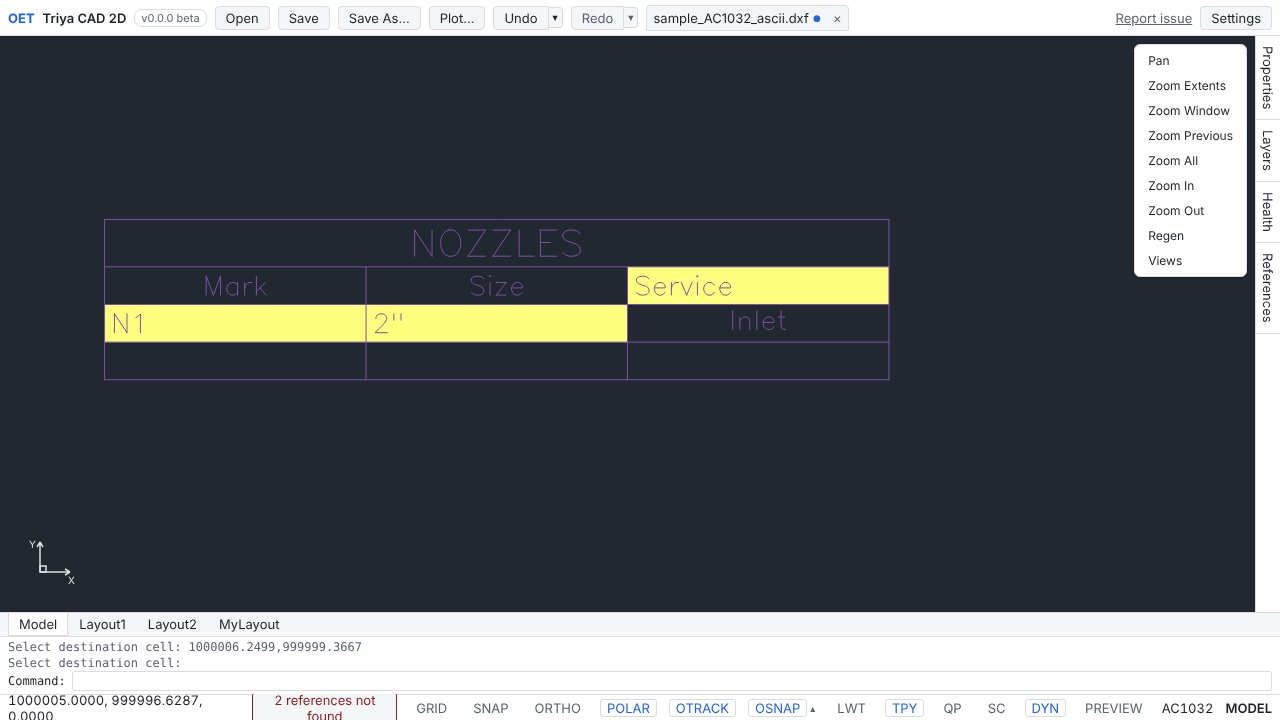 OET Triya CAD 2D v0.0.0 beta Open Save Save As... Plot... Undo ▾ Redo ▾ sample_AC1032_ascii.dxf ● × Report issue Settings
Pan
Zoom Extents
Zoom Window
Zoom Previous
Zoom All
Zoom In
Zoom Out
Regen
Views
Properties
Layers
Health
References
NOZZLES
Mark Size Service
N1 2" Inlet
Y
X
Model Layout1 Layout2 MyLayout
Select destination cell: 1000006.2499,999999.3667
Select destination cell:
Command:
1000005.0000, 999996.6287,
0.0000
2 references not
found
GRID SNAP ORTHO POLAR OTRACK OSNAP ▴ LWT TPY QP SC DYN PREVIEW AC1032 MODEL